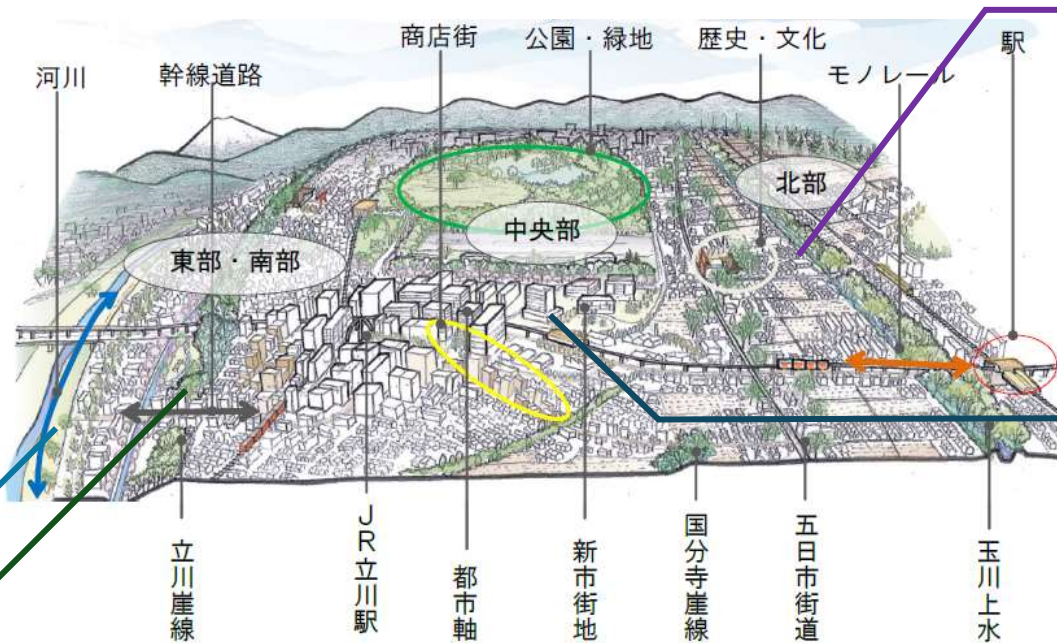 商店街
公園・緑地
歴史・文化
駅
河川
幹線道路
モノレール
北部
中央部
東部・南部
立川崖線
JR立川駅
都市軸
新市街地
国分寺崖線
五日市街道
玉川上水